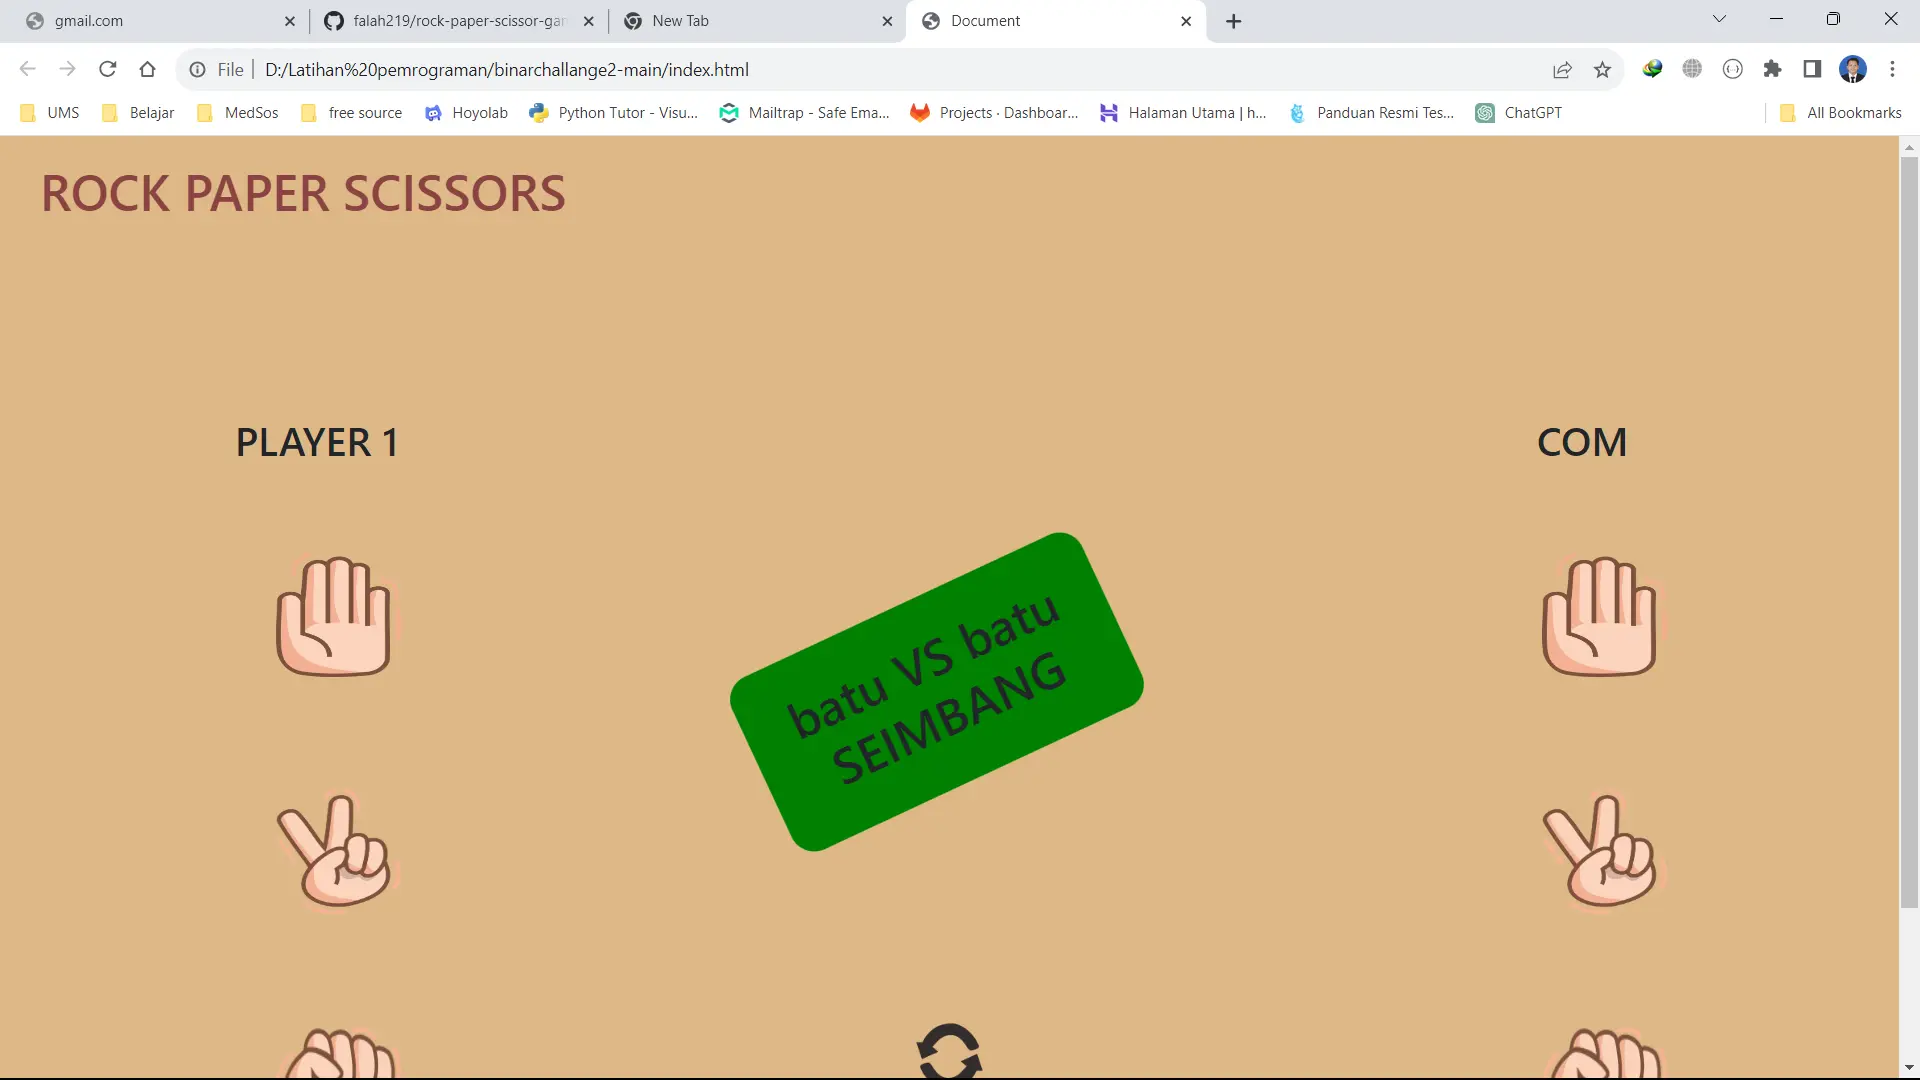 gmail.com
falah219/rock-paper-scissor-gam
New Tab
Document
File
D:/Latihan%20pemrograman/binarchallange2-main/index.html
UMS
Belajar
MedSos
free source
Hoyolab
Python Tutor - Visu...
Mailtrap - Safe Ema...
Projects · Dashboar...
Halaman Utama | h...
Panduan Resmi Tes...
ChatGPT
All Bookmarks
ROCK PAPER SCISSORS
PLAYER 1
COM
batu VS batu
SEIMBANG